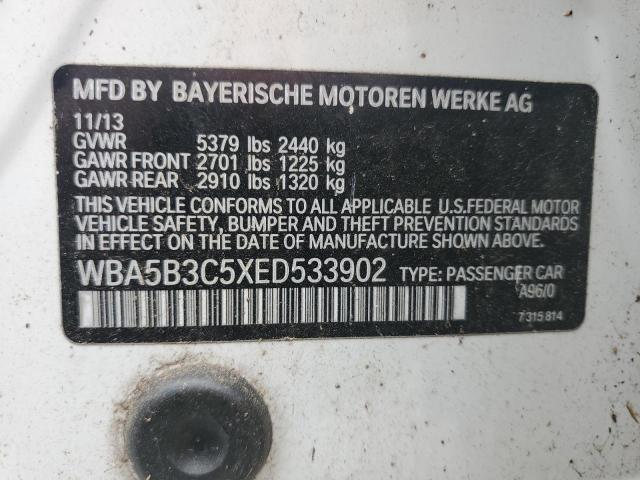 MFD BY BAYERISCHE MOTOREN WERKE AG
11/13
GVWR 5379 lbs 2440 kg
GAWR FRONT 2701 lbs 1225 kg
GAWR REAR 2910 lbs 1320 kg
THIS VEHICLE CONFORMS TO ALL APPLICABLE U.S.FEDERAL MOTOR
VEHICLE SAFETY, BUMPER AND THEFT PREVENTION STANDARDS
IN EFFECT ON THE DATE OF MANUFACTURE SHOWN ABOVE.
WBA5B3C5XED533902 TYPE: PASSENGER CAR
A96/0
7 315 814